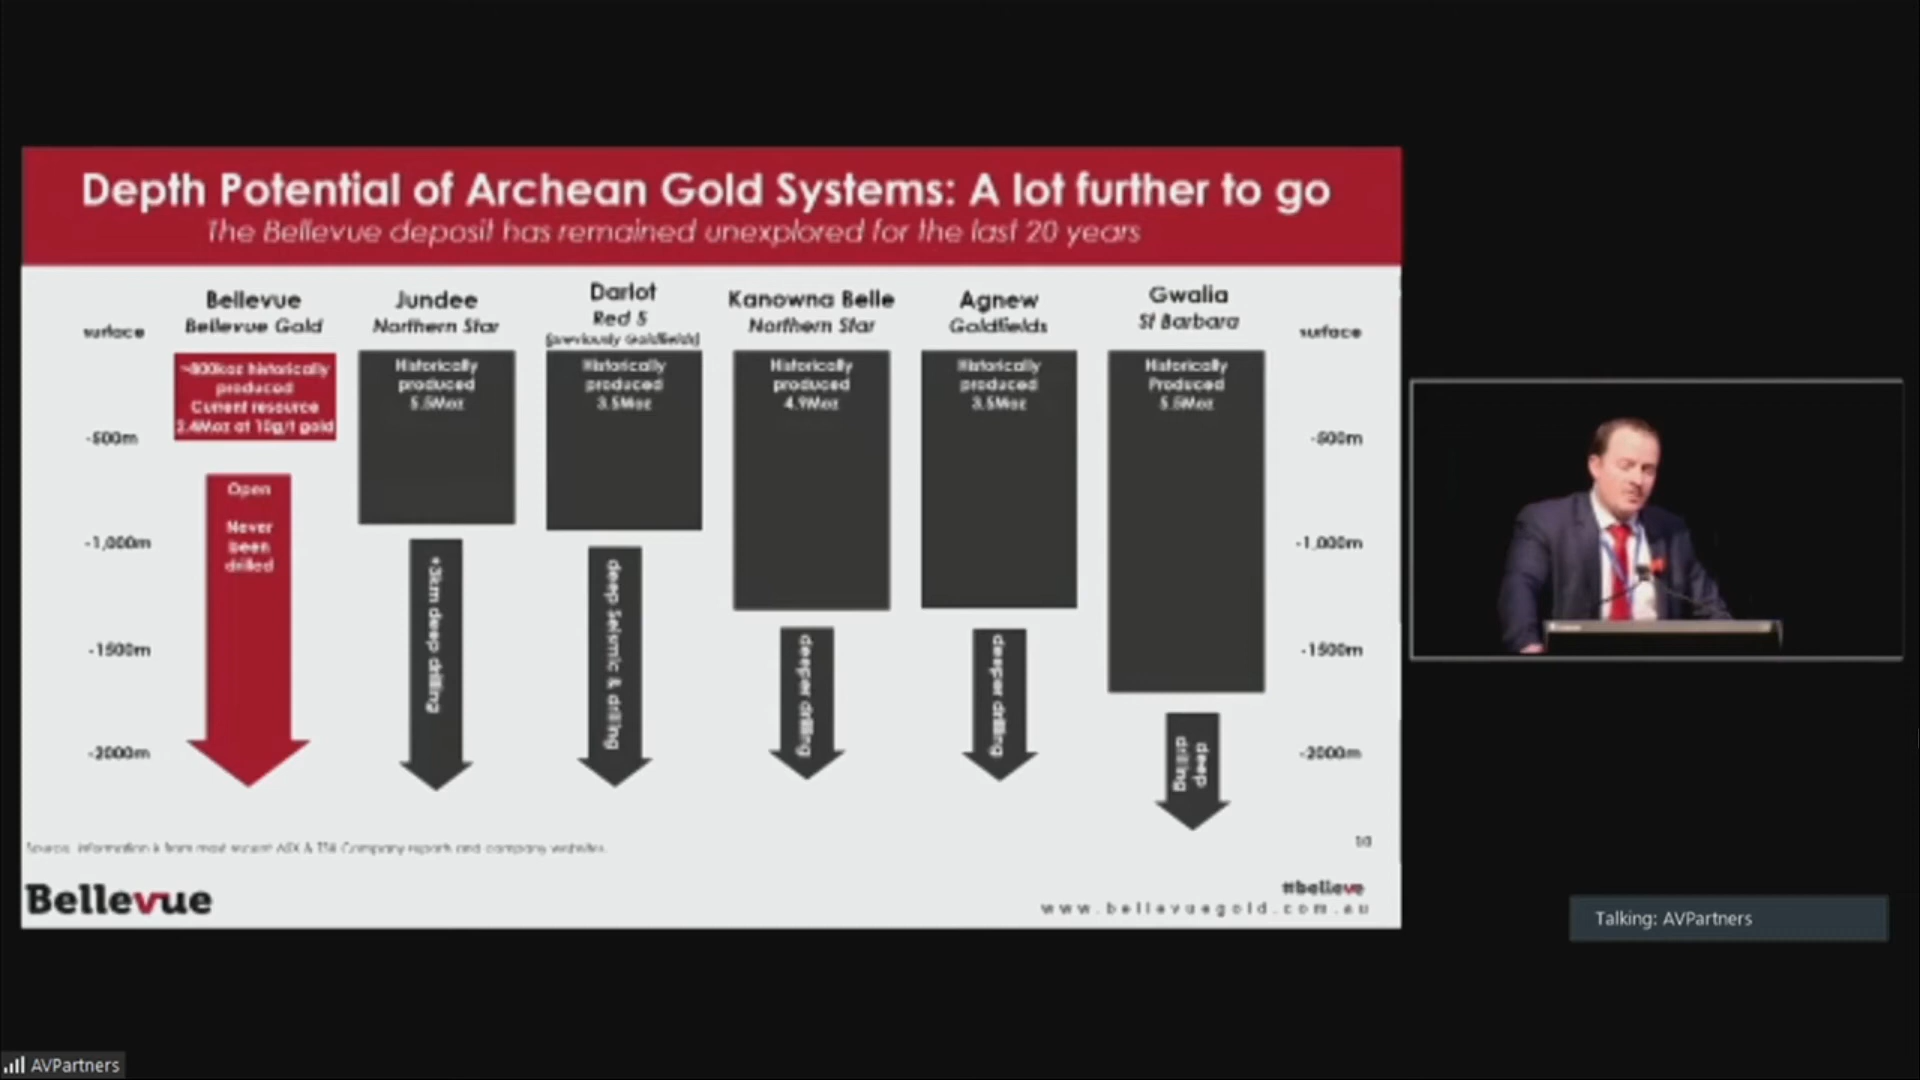 Depth Potential of Archean Gold Systems: A lot further to go
The Bellevue deposit has remained unexplored for the last 20 years
Bellevue
Bellevue Gold
Jundee
Northern Star
Darlot
Red 5
(previously Goldfields)
Kanowna Belle
Northern Star
Agnew
Goldfields
Gwalia
St Barbara
surface
surface
~800koz historically
produced
Current resource
2.4Moz at 10g/t gold
Historically
produced
5.5Moz
Historically
produced
3.5Moz
Historically
produced
4.9Moz
Historically
produced
3.5Moz
Historically
Produced
5.5Moz
-500m
-500m
Open
Never
been
drilled
-1,000m
-1,000m
+3km deep drilling
deep Seismic & drilling
deeper drilling
deeper drilling
deep
drilling
-1500m
-1500m
-2000m
-2000m
Source: Information is from most recent ASX & TSX Company reports and company websites.
Bellevue
#believe
www.bellevuegold.com.au
Talking: AVPartners
AVPartners